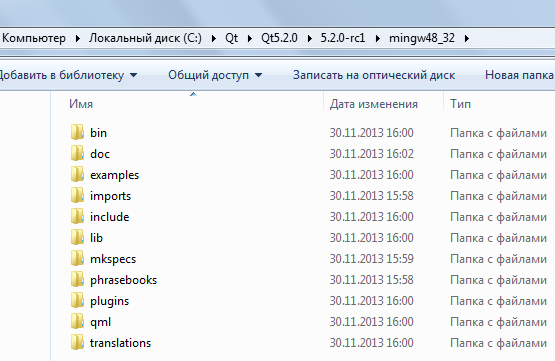 Компьютер ▸ Локальный диск (C:) ▸ Qt ▸ Qt5.2.0 ▸ 5.2.0-rc1 ▸ mingw48_32 ▸
Добавить в библиотеку ▾ Общий доступ ▾ Записать на оптический диск Новая папка
Имя Дата изменения Тип
bin 30.11.2013 16:00 Папка с файлами
doc 30.11.2013 16:02 Папка с файлами
examples 30.11.2013 16:00 Папка с файлами
imports 30.11.2013 15:58 Папка с файлами
include 30.11.2013 16:00 Папка с файлами
lib 30.11.2013 16:00 Папка с файлами
mkspecs 30.11.2013 15:59 Папка с файлами
phrasebooks 30.11.2013 15:58 Папка с файлами
plugins 30.11.2013 16:00 Папка с файлами
qml 30.11.2013 16:00 Папка с файлами
translations 30.11.2013 16:00 Папка с файлами